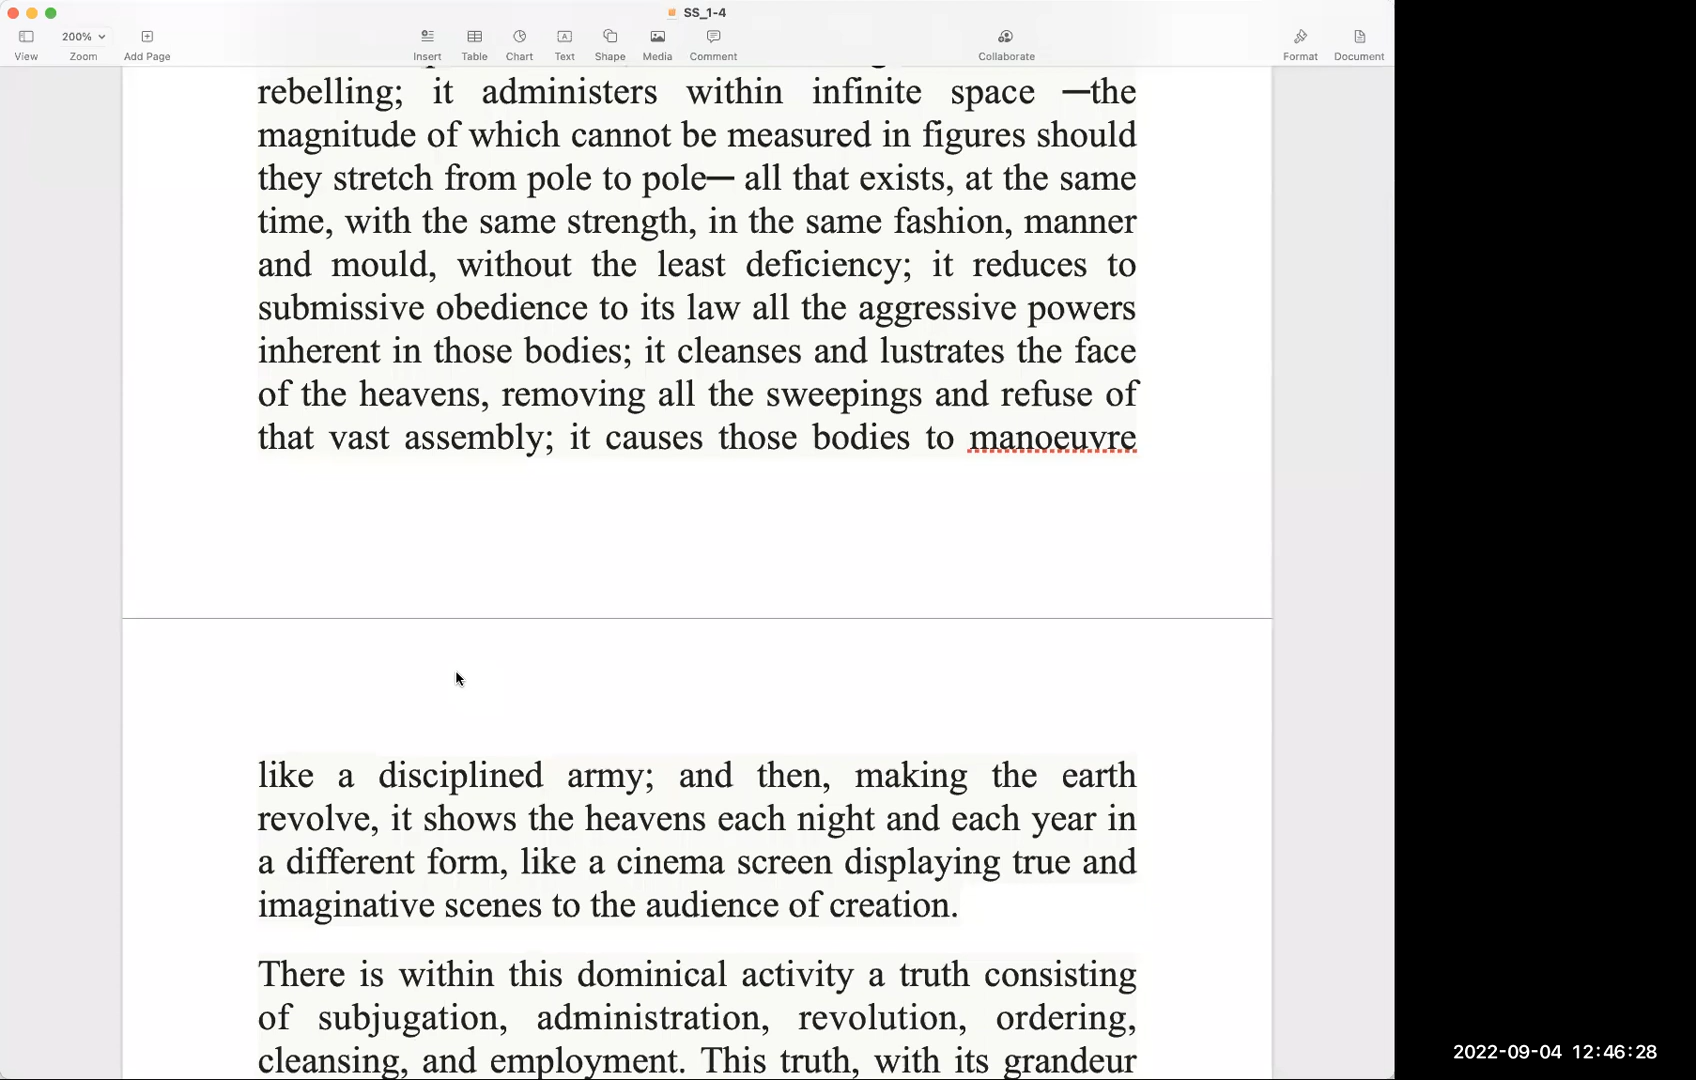 SS_1-4
200%
View
Zoom
Add Page
Insert
Table
Chart
Text
Shape
Media
Comment
Collaborate
Format
Document
rebelling; it administers within infinite space —the
magnitude of which cannot be measured in figures should
they stretch from pole to pole— all that exists, at the same
time, with the same strength, in the same fashion, manner
and mould, without the least deficiency; it reduces to
submissive obedience to its law all the aggressive powers
inherent in those bodies; it cleanses and lustrates the face
of the heavens, removing all the sweepings and refuse of
that vast assembly; it causes those bodies to manoeuvre
like a disciplined army; and then, making the earth
revolve, it shows the heavens each night and each year in
a different form, like a cinema screen displaying true and
imaginative scenes to the audience of creation.
There is within this dominical activity a truth consisting
of subjugation, administration, revolution, ordering,
cleansing, and employment. This truth, with its grandeur
2022-09-04 12:46:28